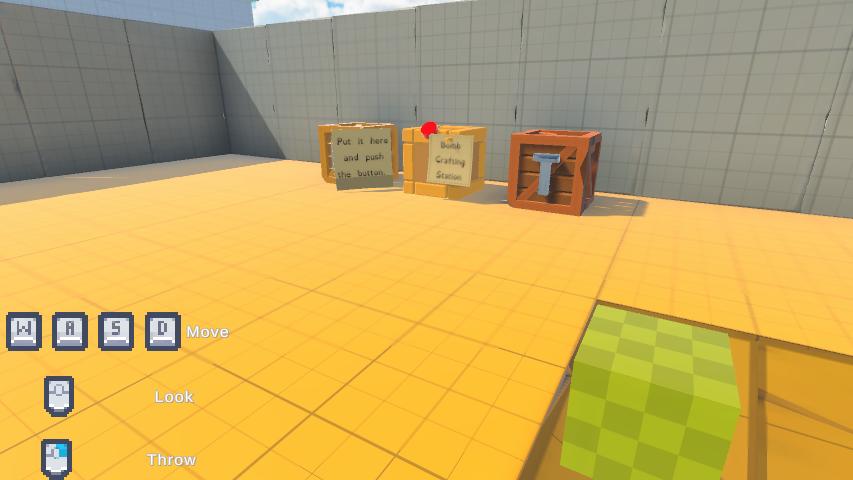 Put it here
and push
the button.
Bomb
Crafting
Station
W A S D Move
Look
Throw